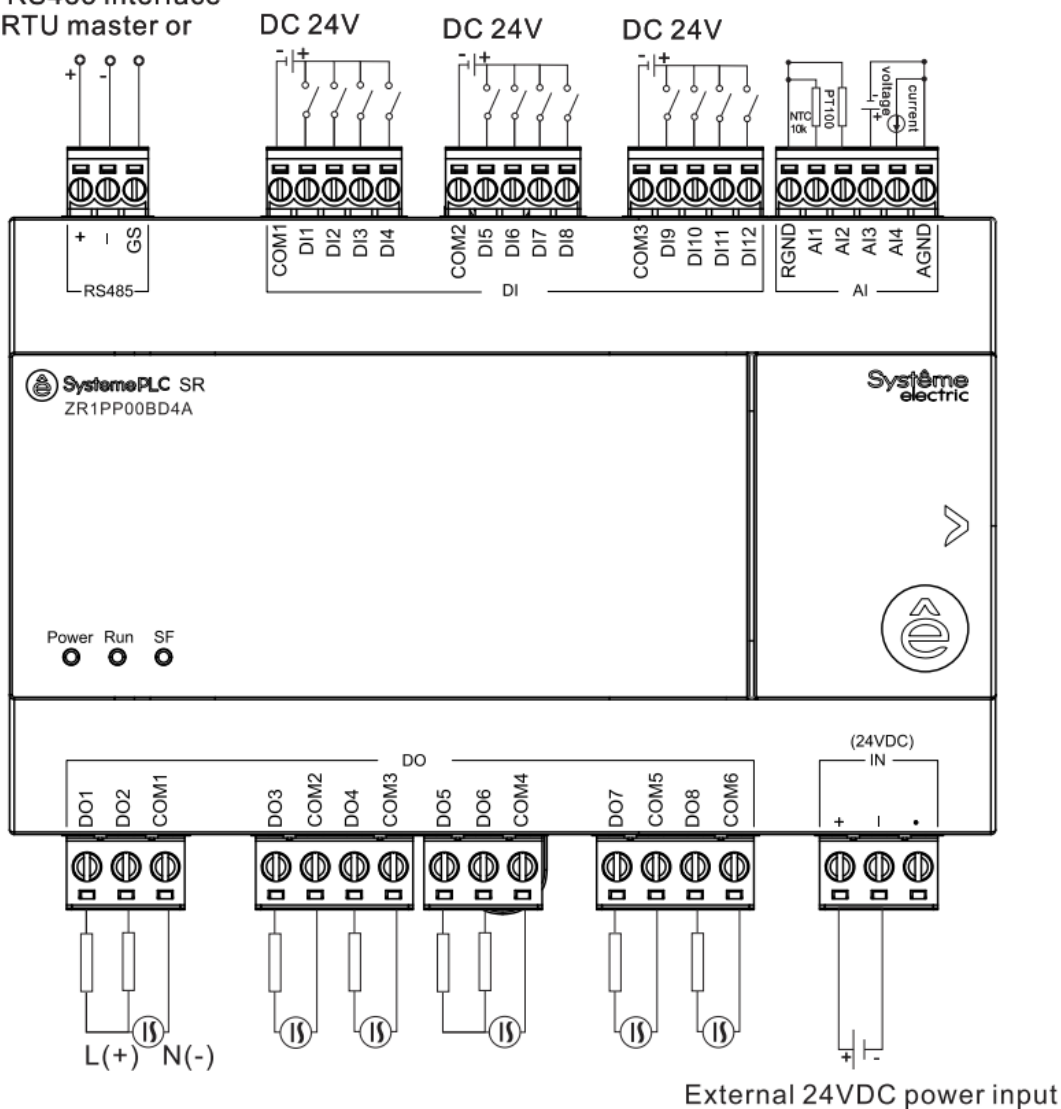 RS485 interface
RTU master or
DC 24V
DC 24V
DC 24V
+ -
- +
- +
- +
NTC 10k
PT100
voltage
- +
current
+ − GS
COM1 DI1 DI2 DI3 DI4
COM2 DI5 DI6 DI7 DI8
COM3 DI9 DI10 DI11 DI12
RGND AI1 AI2 AI3 AI4 AGND
RS485
DI
AI
ê SystemePLC SR
ZR1PP00BD4A
Système
electric
ê
Power Run SF
(24VDC)
DO
IN
DO1 DO2 COM1
DO3 COM2 DO4 COM3
DO5 DO6 COM4
DO7 COM5 DO8 COM6
+ − •
L(+) N(-)
+ -
External 24VDC power input